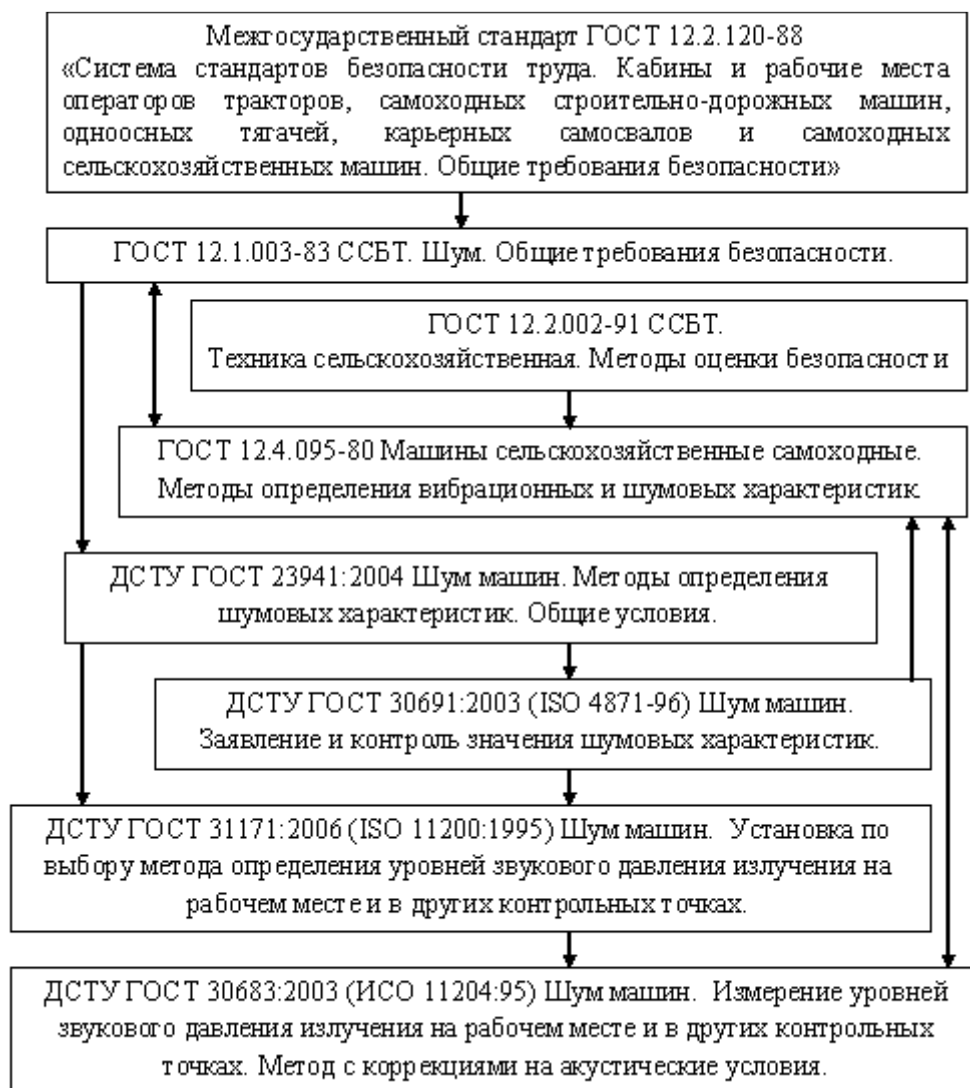 Межгосударственный стандарт ГОСТ 12.2.120-88
«Система стандартов безопасности труда. Кабины и рабочие места
операторов тракторов, самоходных строительно-дорожных машин,
одноосных тягачей, карьерных самосвалов и самоходных
сельскохозяйственных машин. Общие требования безопасности»
ГОСТ 12.1.003-83 ССБТ. Шум. Общие требования безопасности.
ГОСТ 12.2.002-91 ССБТ.
Техника сельскохозяйственная. Методы оценки безопасности
ГОСТ 12.4.095-80 Машины сельскохозяйственные самоходные.
Методы определения вибрационных и шумовых характеристик.
ДСТУ ГОСТ 23941:2004 Шум машин. Методы определения
шумовых характеристик. Общие условия.
ДСТУ ГОСТ 30691:2003 (ISO 4871-96) Шум машин.
Заявление и контроль значения шумовых характеристик.
ДСТУ ГОСТ 31171:2006 (ISO 11200:1995) Шум машин. Установка по
выбору метода определения уровней звукового давления излучения на
рабочем месте и в других контрольных точках.
ДСТУ ГОСТ 30683:2003 (ИСО 11204:95) Шум машин. Измерение уровней
звукового давления излучения на рабочем месте и в других контрольных
точках. Метод с коррекциями на акустические условия.